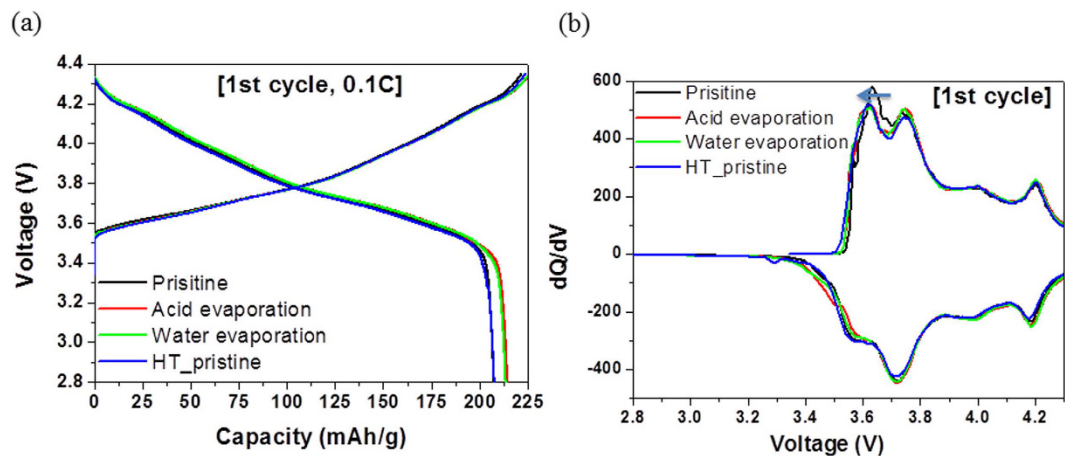 (a)
(b)
[1st cycle, 0.1C]
Voltage (V)
4.4
4.2
4.0
3.8
3.6
3.4
3.2
3.0
2.8
Prisitine
Acid evaporation
Water evaporation
HT_pristine
0 25 50 75 100 125 150 175 200 225
Capacity (mAh/g)
[1st cycle]
dQ/dV
600
400
200
0
-200
-400
Prisitine
Acid evaporation
Water evaporation
HT_pristine
2.8 3.0 3.2 3.4 3.6 3.8 4.0 4.2
Voltage (V)